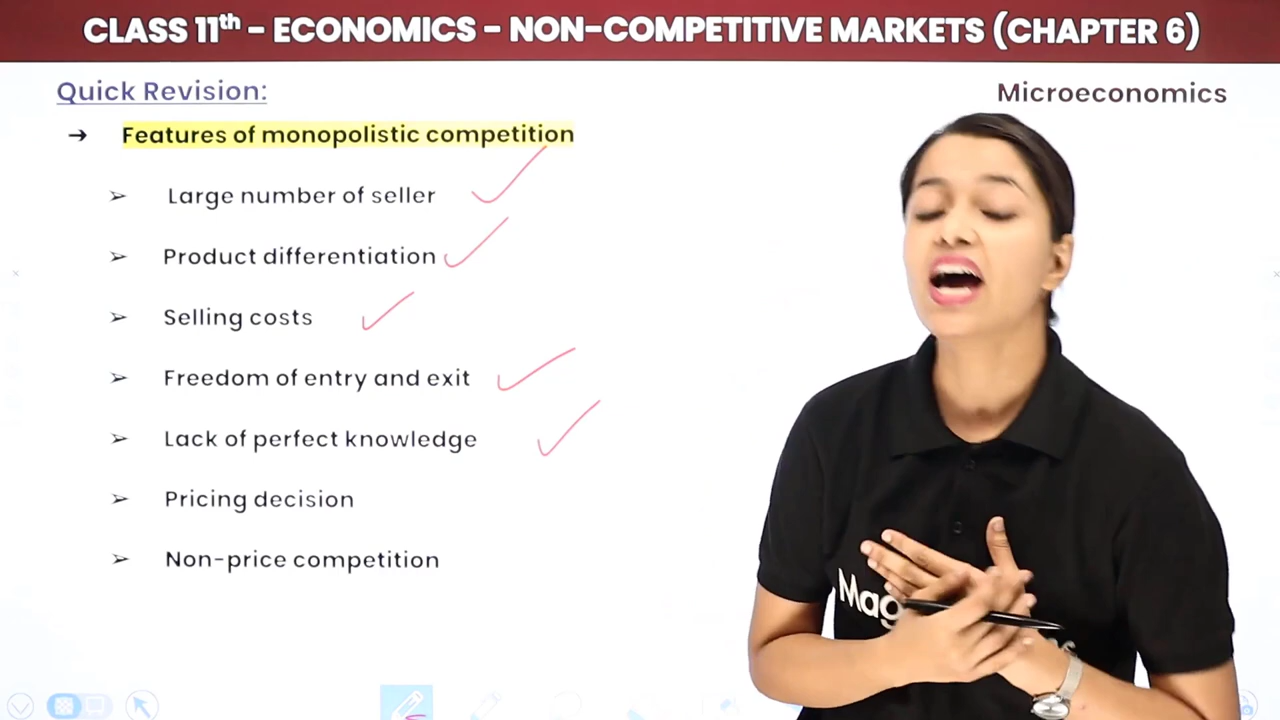 CLASS 11th - ECONOMICS - NON-COMPETITIVE MARKETS (CHAPTER 6)
Quick Revision:
Microeconomics
→ Features of monopolistic competition
➢ Large number of seller
➢ Product differentiation
➢ Selling costs
➢ Freedom of entry and exit
➢ Lack of perfect knowledge
➢ Pricing decision
➢ Non-price competition